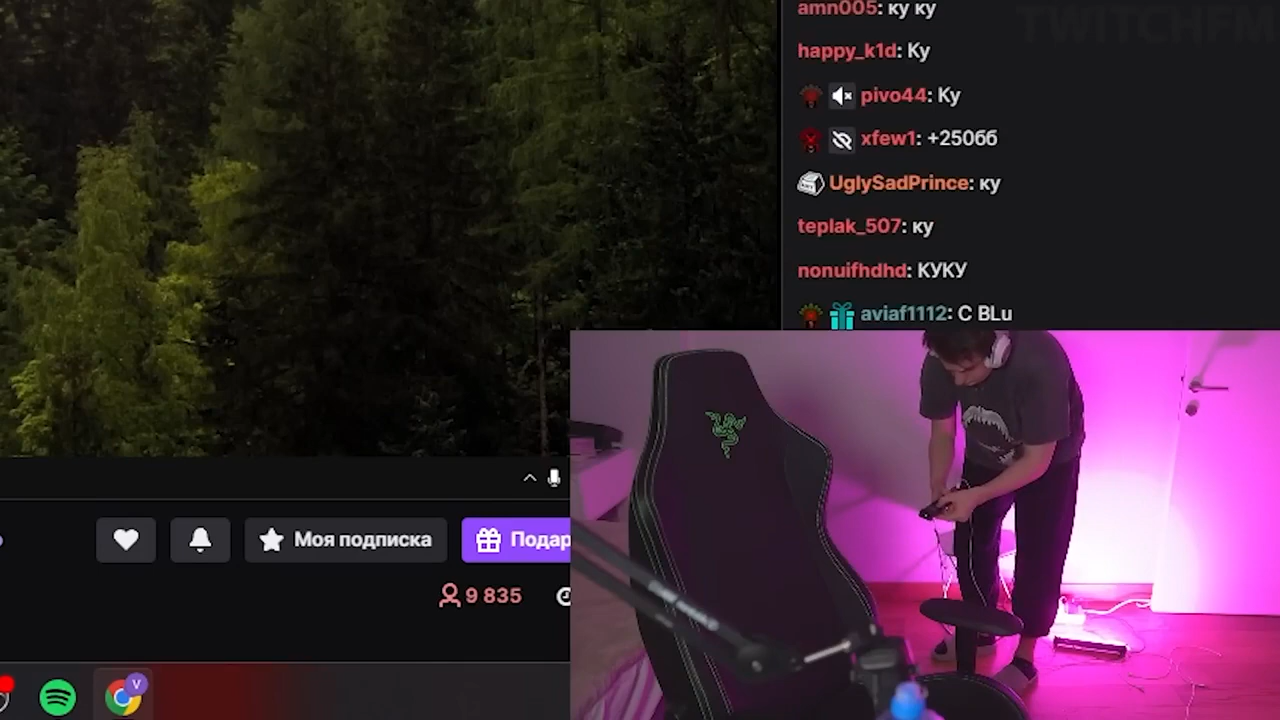 TWITCHFM
amn005: ку ку
happy_k1d: Ку
pivo44: Ку
xfew1: +250бб
UglySadPrince: ку
teplak_507: ку
nonuifhdhd: КУКУ
aviaf1112: С BLu
Моя подписка
Подар
9 835
V